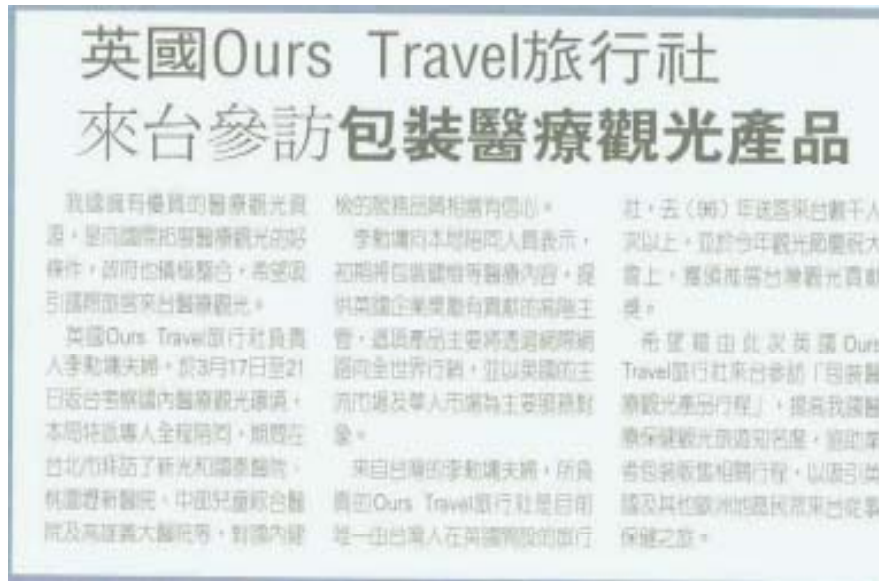 英國Ours Travel旅行社
來台參訪包裝醫療觀光產品
我國擁有優質的醫療觀光資
源,是向國際拓展醫療觀光的好
條件,政府也積極整合,希望吸
引國際旅客來台醫療觀光。
英國Ours Travel旅行社負責
人李勳墉夫婦,於3月17日至21
日返台考察國內醫療觀光環境,
本局特派專人全程陪同,期間在
台北市拜訪了新光和國泰醫院、
桃園壢新醫院、中部兒童綜合醫
院及高雄義大醫院等,對國內健
檢的服務品質相當有信心。
李勳墉向本地陪同人員表示,
初期將包裝健檢等醫療內容,提
供英國企業獎勵有貢獻的高階主
管,這項產品主要將透過網際網
路向全世界行銷,並以英國的主
流市場及華人市場為主要服務對
象。
來自台灣的李勳墉夫婦,所負
責的Ours Travel旅行社是目前
唯一由台灣人在英國開設的旅行
社,去(96)年送客來台數千人
次以上,並於今年觀光節慶祝大
會上,獲頒推展台灣觀光貢獻
獎。
希望藉由此次英國Ours
Travel旅行社來台參訪「包裝醫
療觀光產品行程」,提高我國醫
療保健觀光旅遊知名度,協助業
者包裝販售相關行程,以吸引英
國及其他歐洲地區民眾來台從事
保健之旅。